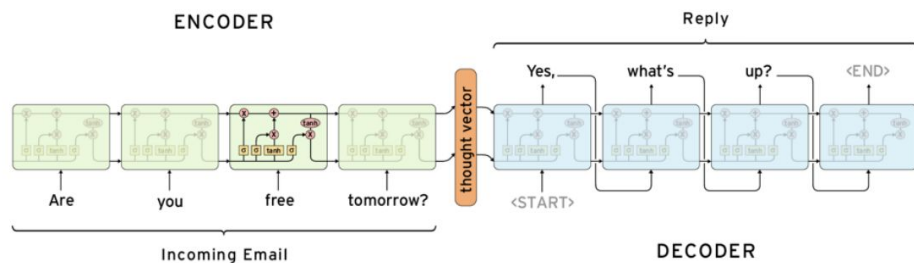 ENCODER
Reply
Yes,
what's
up?
<END>
thought vector
x
+
tanh
x
x
σ
σ
tanh
σ
Are
you
free
tomorrow?
<START>
Incoming Email
DECODER